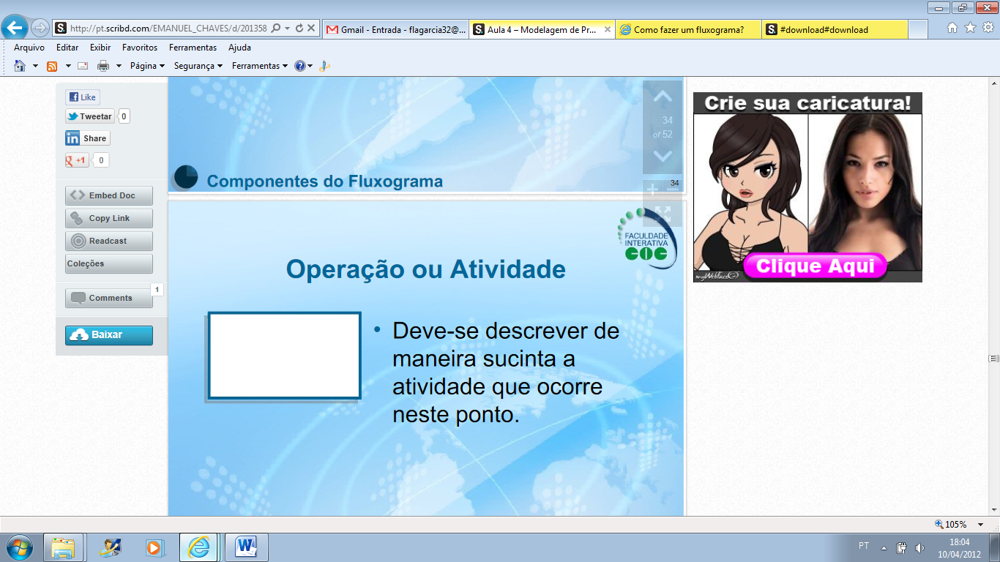 http://pt.scribd.com/EMANUEL_CHAVES/d/201358
Gmail - Entrada - flagarcia32@...
Aula 4 – Modelagem de Pr...
Como fazer um fluxograma?
#download#download
Arquivo Editar Exibir Favoritos Ferramentas Ajuda
Página Segurança Ferramentas
Like
Tweetar 0
Share
+1 0
Embed Doc
Copy Link
Readcast
Coleções
Comments 1
Baixar
34
of 52
34
Componentes do Fluxograma
FACULDADE
INTERATIVA
COC
Operação ou Atividade
• Deve-se descrever de
maneira sucinta a
atividade que ocorre
neste ponto.
Crie sua caricatura!
Clique Aqui
myWebface
105%
PT
18:04
10/04/2012